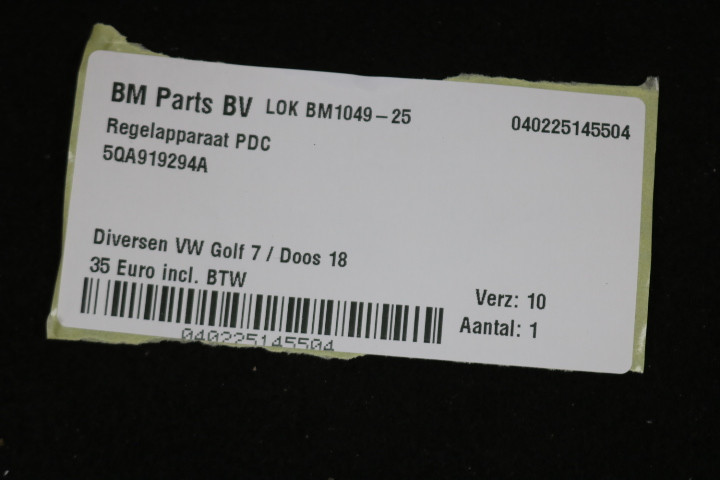 BM Parts BV LOK BM1049-25 040225145504
Regelapparaat PDC
5QA919294A
Diversen VW Golf 7 / Doos 18
35 Euro incl. BTW
Verz: 10
Aantal: 1
040225145504